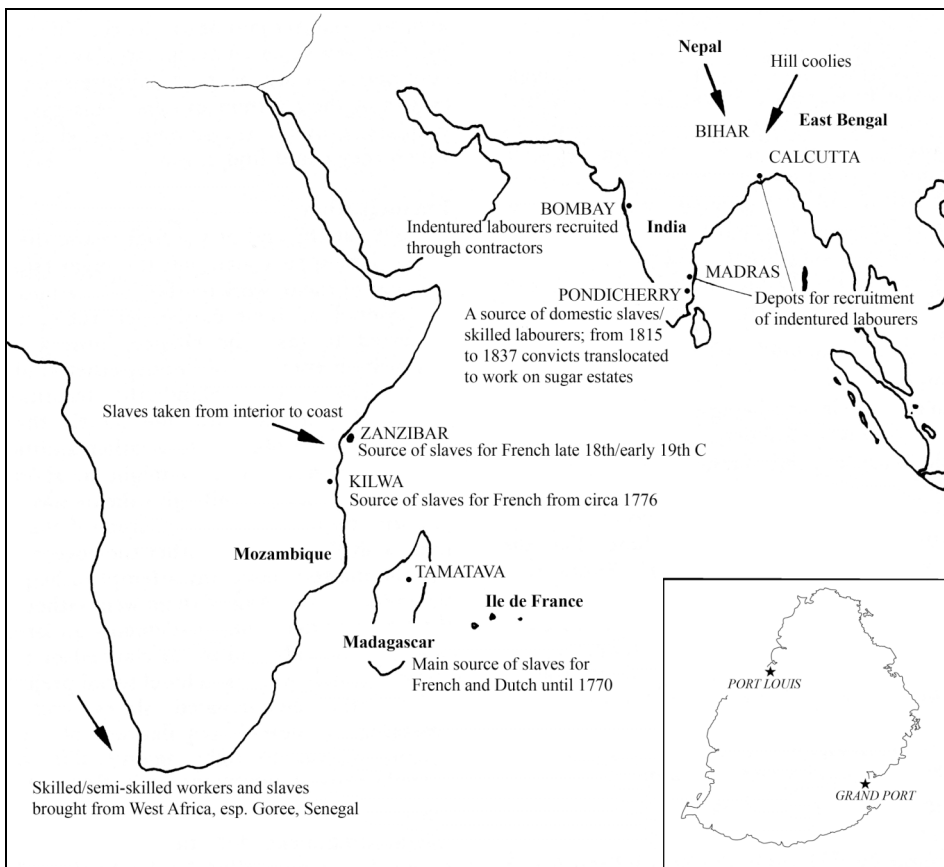 Nepal
Hill coolies
BIHAR
East Bengal
CALCUTTA
BOMBAY
Indentured labourers recruited
through contractors
India
MADRAS
PONDICHERRY
Depots for recruitment
of indentured labourers
A source of domestic slaves/
skilled labourers; from 1815
to 1837 convicts translocated
to work on sugar estates
Slaves taken from interior to coast
ZANZIBAR
Source of slaves for French late 18th/early 19th C
KILWA
Source of slaves for French from circa 1776
Mozambique
TAMATAVA
Ile de France
Madagascar
Main source of slaves for
French and Dutch until 1770
Skilled/semi-skilled workers and slaves
brought from West Africa, esp. Goree, Senegal
PORT LOUIS
GRAND PORT